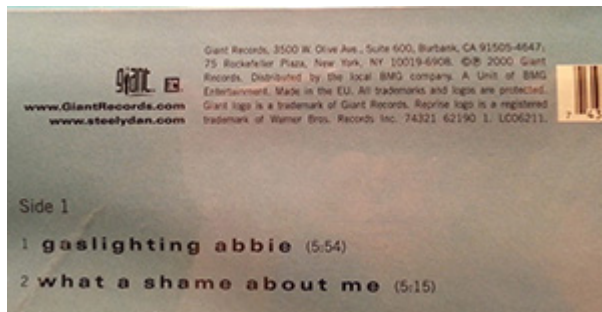 Giant Records, 3500 W. Olive Ave., Suite 600, Burbank, CA 91505-4647;
75 Rockefeller Plaza, New York, NY 10019-6908. ©℗ 2000 Giant
Records. Distributed by the local BMG company. A Unit of BMG
Entertainment. Made in the EU. All trademarks and logos are protected.
Giant logo is a trademark of Giant Records. Reprise logo is a registered
trademark of Warner Bros. Records Inc. 74321 62190 1. LC06211.
giant
www.GiantRecords.com
www.steelydan.com
7 43
Side 1
1 gaslighting abbie (5:54)
2 what a shame about me (5:15)